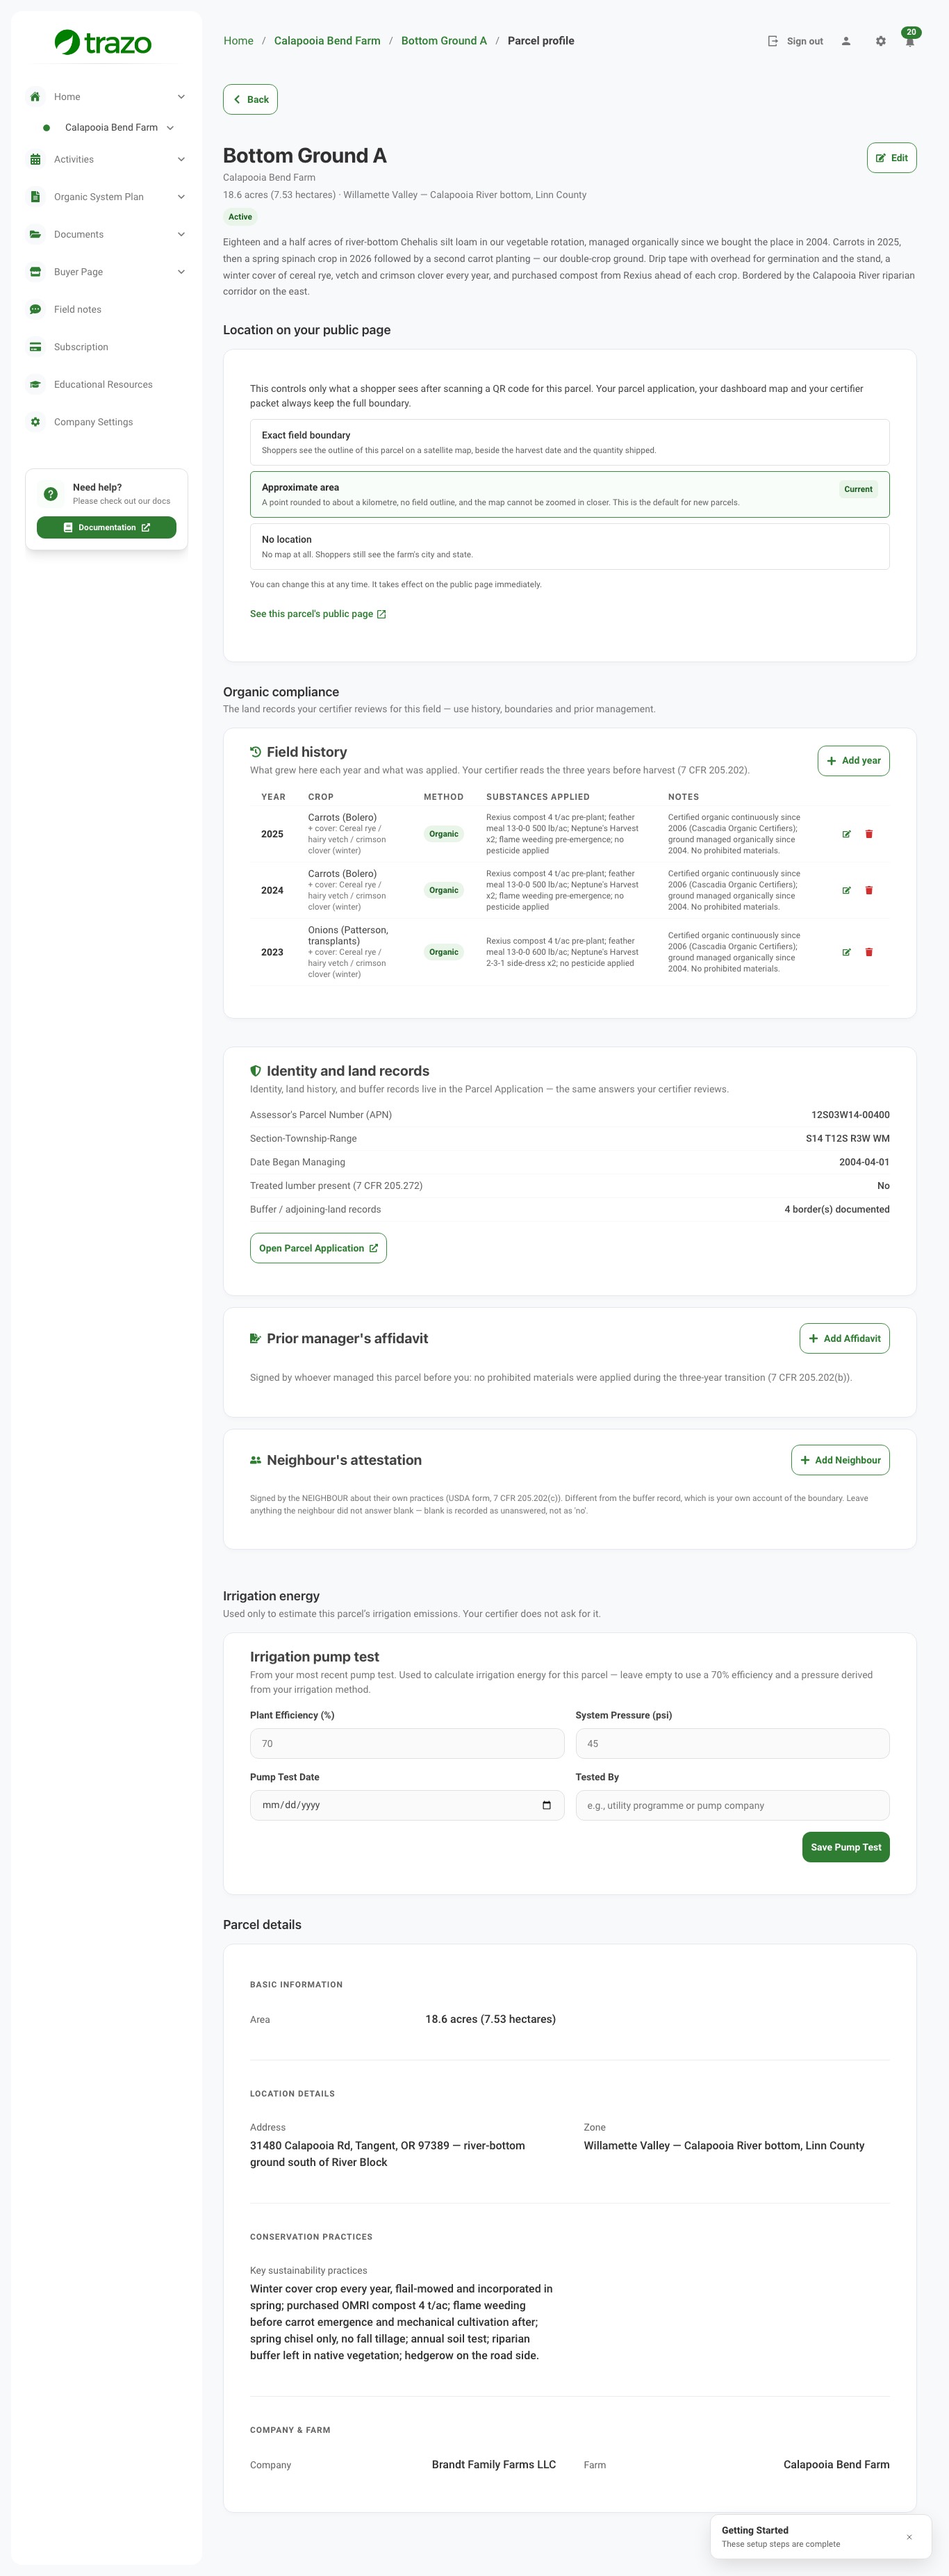 trazo
Home
Calapooia Bend Farm
Activities
Organic System Plan
Documents
Buyer Page
Field notes
Subscription
Educational Resources
Company Settings
Need help?
Please check out our docs
Documentation
Home / Calapooia Bend Farm / Bottom Ground A / Parcel profile
Sign out
20
Back
Bottom Ground A
Edit
Calapooia Bend Farm
18.6 acres (7.53 hectares) · Willamette Valley — Calapooia River bottom, Linn County
Active
Eighteen and a half acres of river-bottom Chehalis silt loam in our vegetable rotation, managed organically since we bought the place in 2004. Carrots in 2025,
then a spring spinach crop in 2026 followed by a second carrot planting — our double-crop ground. Drip tape with overhead for germination and the stand, a
winter cover of cereal rye, vetch and crimson clover every year, and purchased compost from Rexius ahead of each crop. Bordered by the Calapooia River riparian
corridor on the east.
Location on your public page
This controls only what a shopper sees after scanning a QR code for this parcel. Your parcel application, your dashboard map and your certifier
packet always keep the full boundary.
Exact field boundary
Shoppers see the outline of this parcel on a satellite map, beside the harvest date and the quantity shipped.
Approximate area
Current
A point rounded to about a kilometre, no field outline, and the map cannot be zoomed in closer. This is the default for new parcels.
No location
No map at all. Shoppers still see the farm's city and state.
You can change this at any time. It takes effect on the public page immediately.
See this parcel's public page
Organic compliance
The land records your certifier reviews for this field — use history, boundaries and prior management.
Field history
Add year
What grew here each year and what was applied. Your certifier reads the three years before harvest (7 CFR 205.202).
YEAR CROP METHOD SUBSTANCES APPLIED NOTES
2025
Carrots (Bolero)
+ cover: Cereal rye /
hairy vetch / crimson
clover (winter)
Organic
Rexius compost 4 t/ac pre-plant; feather
meal 13-0-0 500 lb/ac; Neptune's Harvest
x2; flame weeding pre-emergence; no
pesticide applied
Certified organic continuously since
2006 (Cascadia Organic Certifiers);
ground managed organically since
2004. No prohibited materials.
2024
Carrots (Bolero)
+ cover: Cereal rye /
hairy vetch / crimson
clover (winter)
Organic
Rexius compost 4 t/ac pre-plant; feather
meal 13-0-0 500 lb/ac; Neptune's Harvest
x2; flame weeding pre-emergence; no
pesticide applied
Certified organic continuously since
2006 (Cascadia Organic Certifiers);
ground managed organically since
2004. No prohibited materials.
2023
Onions (Patterson,
transplants)
+ cover: Cereal rye /
hairy vetch / crimson
clover (winter)
Organic
Rexius compost 4 t/ac pre-plant; feather
meal 13-0-0 600 lb/ac; Neptune's Harvest
2-3-1 side-dress x2; no pesticide applied
Certified organic continuously since
2006 (Cascadia Organic Certifiers);
ground managed organically since
2004. No prohibited materials.
Identity and land records
Identity, land history, and buffer records live in the Parcel Application — the same answers your certifier reviews.
Assessor's Parcel Number (APN) 12S03W14-00400
Section-Township-Range S14 T12S R3W WM
Date Began Managing 2004-04-01
Treated lumber present (7 CFR 205.272) No
Buffer / adjoining-land records 4 border(s) documented
Open Parcel Application
Prior manager's affidavit
Add Affidavit
Signed by whoever managed this parcel before you: no prohibited materials were applied during the three-year transition (7 CFR 205.202(b)).
Neighbour's attestation
Add Neighbour
Signed by the NEIGHBOUR about their own practices (USDA form, 7 CFR 205.202(c)). Different from the buffer record, which is your own account of the boundary. Leave
anything the neighbour did not answer blank — blank is recorded as unanswered, not as 'no'.
Irrigation energy
Used only to estimate this parcel's irrigation emissions. Your certifier does not ask for it.
Irrigation pump test
From your most recent pump test. Used to calculate irrigation energy for this parcel — leave empty to use a 70% efficiency and a pressure derived
from your irrigation method.
Plant Efficiency (%) System Pressure (psi)
70 45
Pump Test Date Tested By
mm/dd/yyyy e.g., utility programme or pump company
Save Pump Test
Parcel details
BASIC INFORMATION
Area 18.6 acres (7.53 hectares)
LOCATION DETAILS
Address
31480 Calapooia Rd, Tangent, OR 97389 — river-bottom
ground south of River Block
Zone
Willamette Valley — Calapooia River bottom, Linn County
CONSERVATION PRACTICES
Key sustainability practices
Winter cover crop every year, flail-mowed and incorporated in
spring; purchased OMRI compost 4 t/ac; flame weeding
before carrot emergence and mechanical cultivation after;
spring chisel only, no fall tillage; annual soil test; riparian
buffer left in native vegetation; hedgerow on the road side.
COMPANY & FARM
Company Brandt Family Farms LLC Farm Calapooia Bend Farm
Getting Started
These setup steps are complete